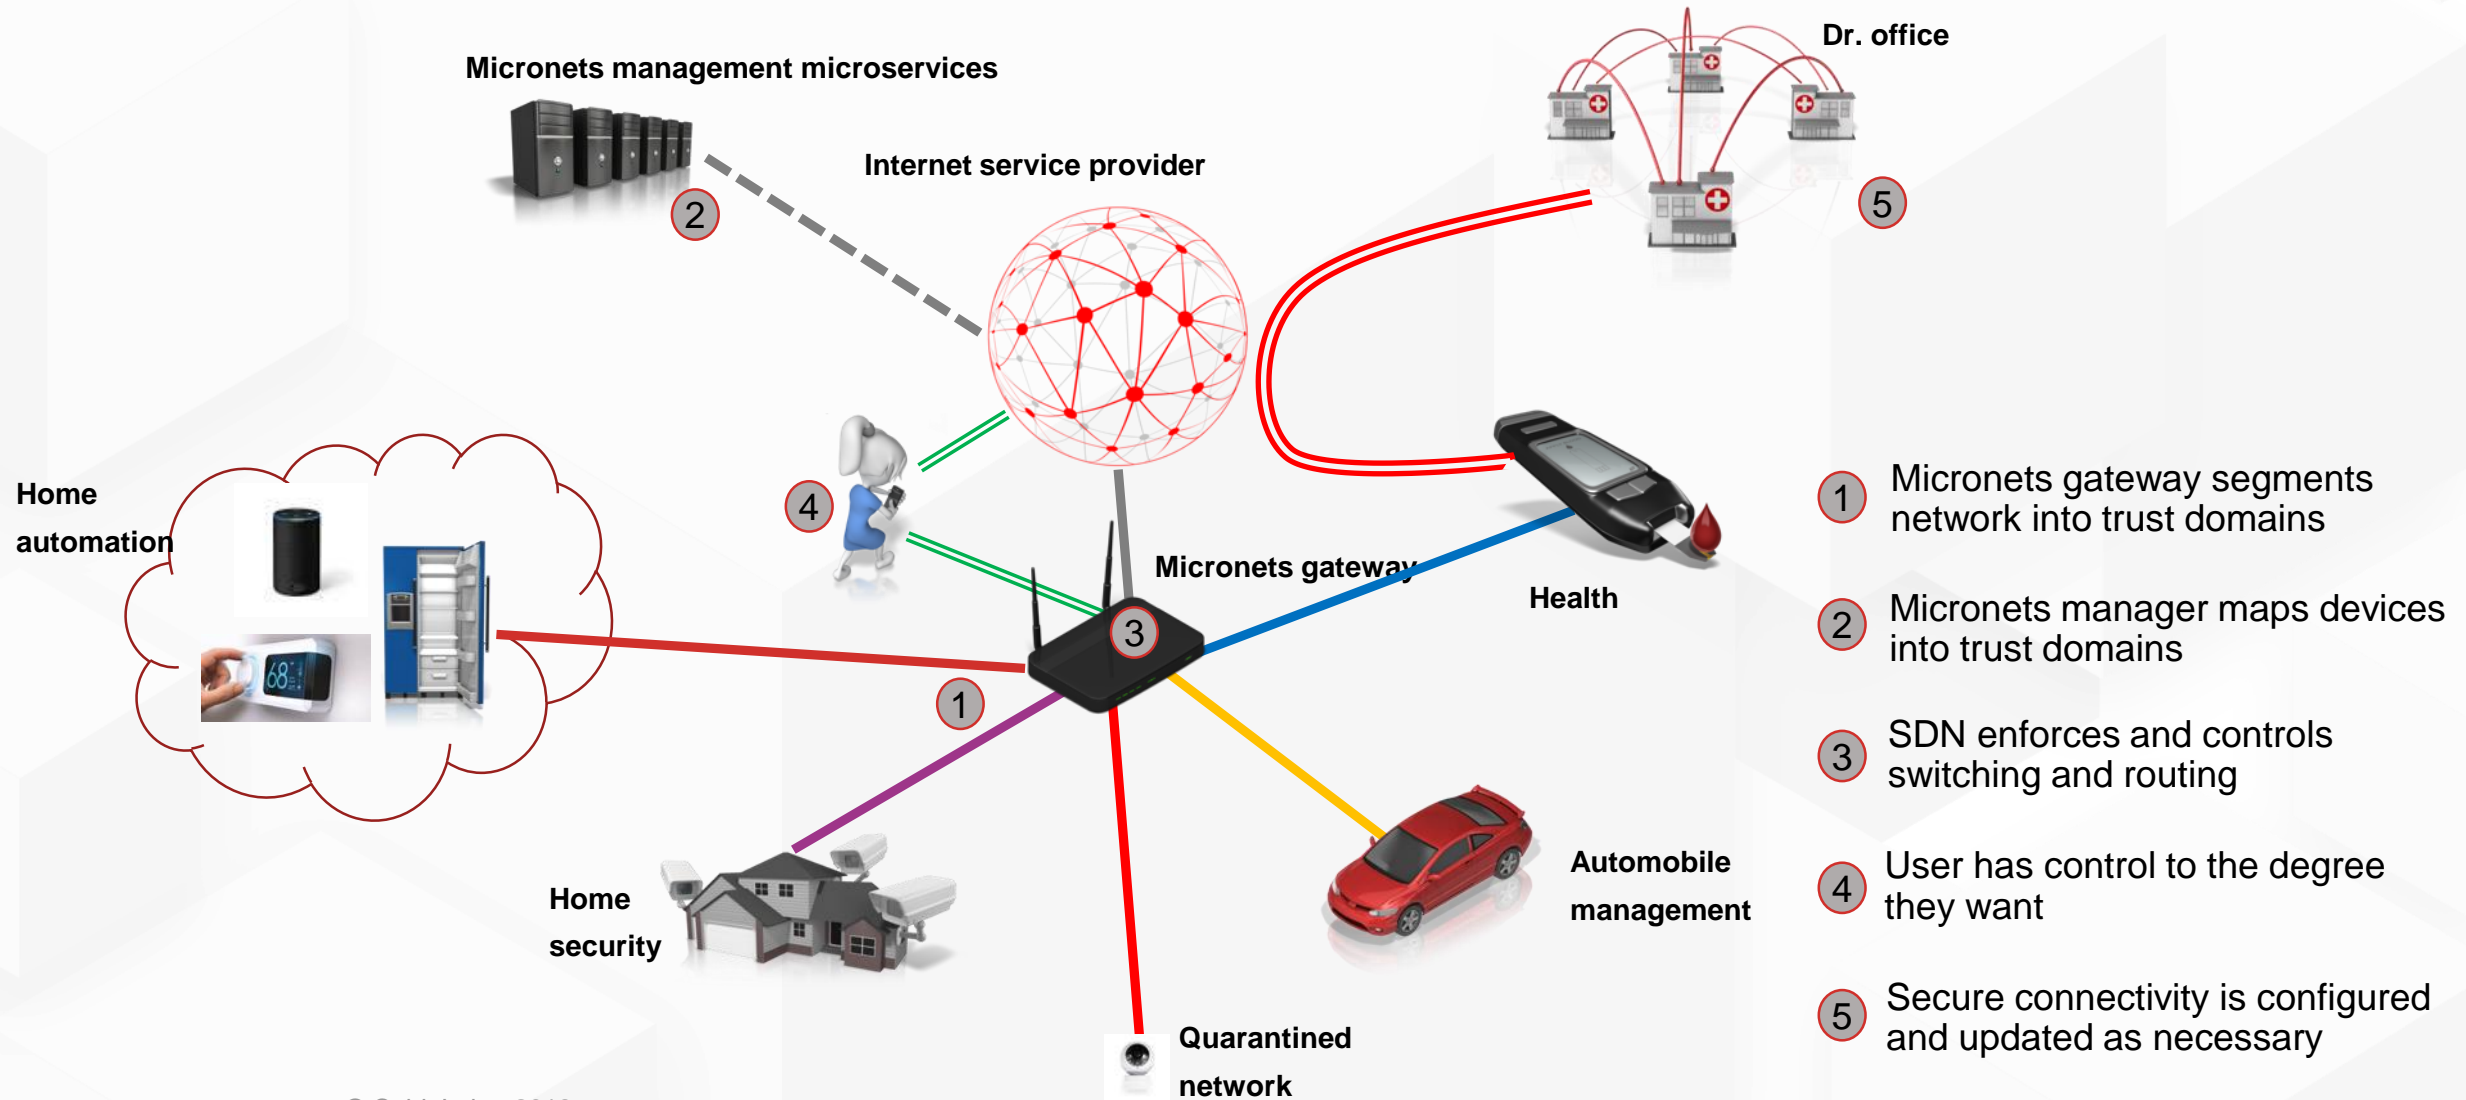 Dr. office
Micronets management microservices
Internet service provider
2
5
4
Home
automation
68
Micronets gateway
3
Health
1
Home
security
Automobile
management
Quarantined
network
1 Micronets gateway segments
network into trust domains
2 Micronets manager maps devices
into trust domains
3 SDN enforces and controls
switching and routing
4 User has control to the degree
they want
5 Secure connectivity is configured
and updated as necessary